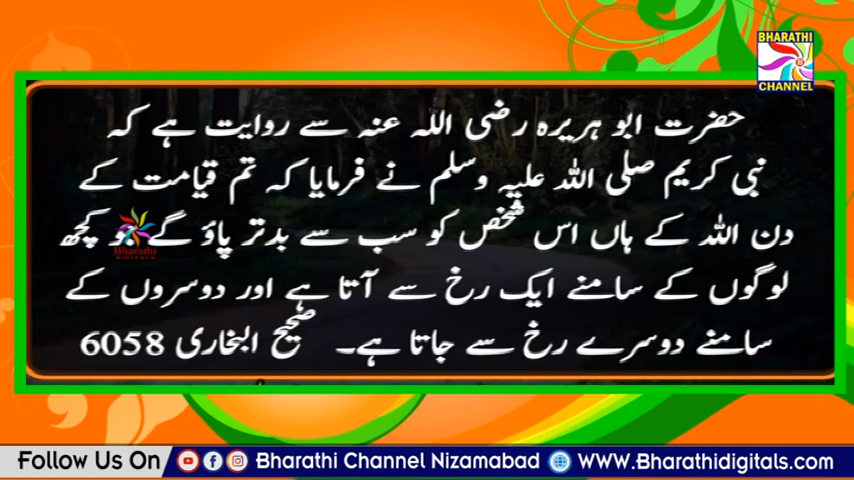 BHARATHI
CHANNEL
حضرت ابو ہریرہ رضی اللہ عنہ سے روایت ہے کہ
نبی کریم صلی اللہ علیہ وسلم نے فرمایا کہ تم قیامت کے
دن اللہ کے ہاں اس شخص کو سب سے بدتر پاؤ گے جو کچھ
لوگوں کے سامنے ایک رخ سے آتا ہے اور دوسروں کے
سامنے دوسرے رخ سے جاتا ہے۔ صحیح البخاری 6058
Bharathi
DIGITALS
Follow Us On Bharathi Channel Nizamabad www.Bharathidigitals.com